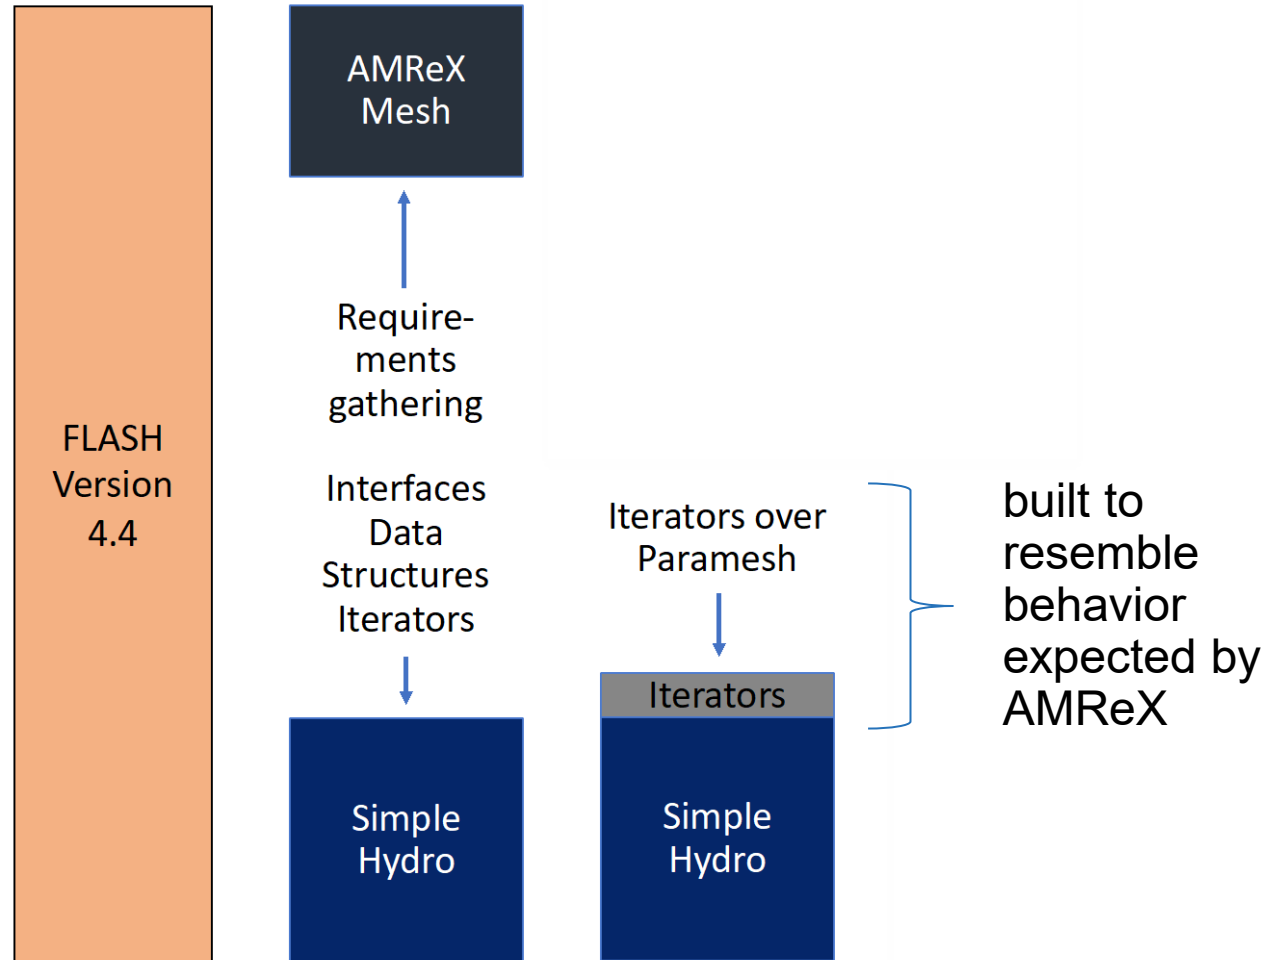 FLASH
Version
4.4
AMReX
Mesh
Require-
ments
gathering
Interfaces
Data
Structures
Iterators
Simple
Hydro
Iterators over
Paramesh
Iterators
Simple
Hydro
built to
resemble
behavior
expected by
AMReX